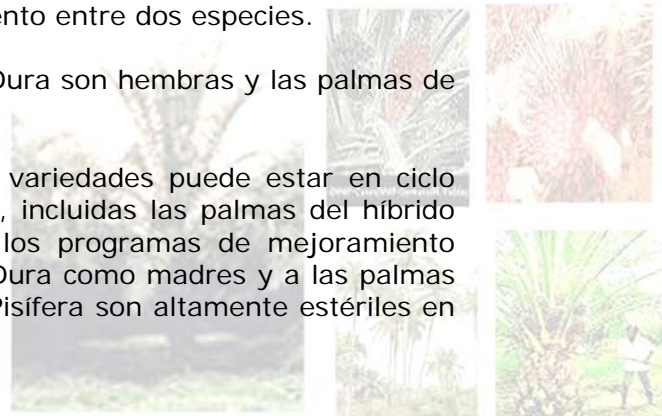 ento entre dos especies.
Dura son hembras y las palmas de
variedades puede estar en ciclo
, incluidas las palmas del híbrido
los programas de mejoramiento
Dura como madres y a las palmas
Pisífera son altamente estériles en